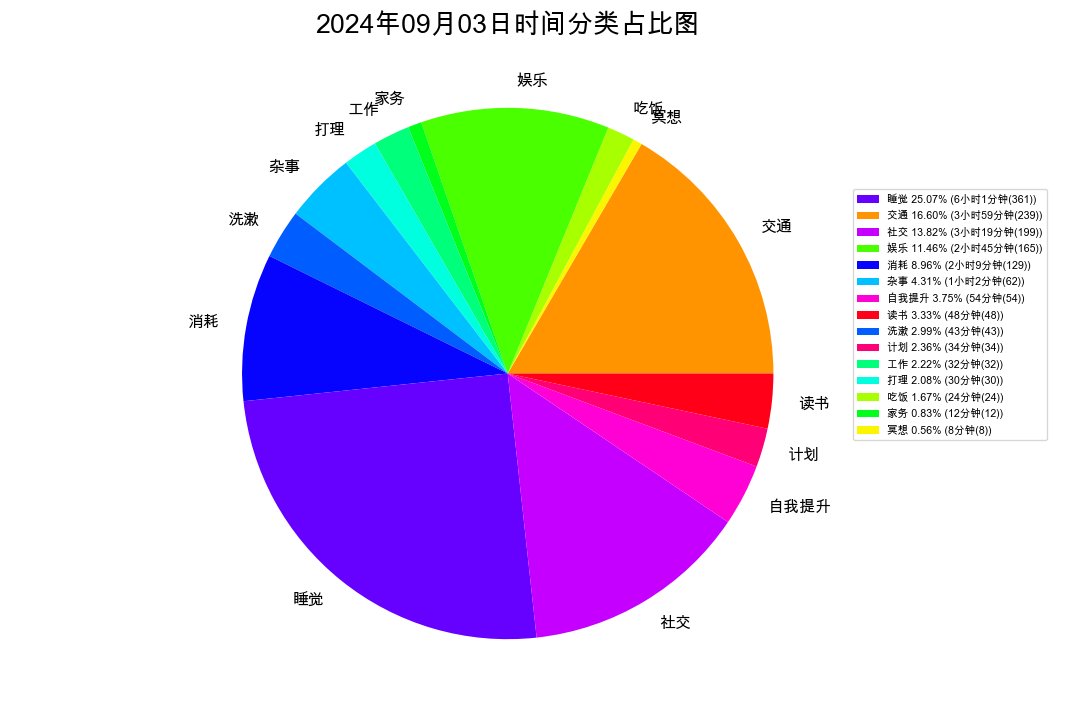 2024年09月03日时间分类占比图
娱乐
家务
工作
吃饭
冥想
打理
杂事
洗漱
交通
消耗
读书
计划
自我提升
睡觉
社交
睡觉 25.07% (6小时1分钟(361))
交通 16.60% (3小时59分钟(239))
社交 13.82% (3小时19分钟(199))
娱乐 11.46% (2小时45分钟(165))
消耗 8.96% (2小时9分钟(129))
杂事 4.31% (1小时2分钟(62))
自我提升 3.75% (54分钟(54))
读书 3.33% (48分钟(48))
洗漱 2.99% (43分钟(43))
计划 2.36% (34分钟(34))
工作 2.22% (32分钟(32))
打理 2.08% (30分钟(30))
吃饭 1.67% (24分钟(24))
家务 0.83% (12分钟(12))
冥想 0.56% (8分钟(8))